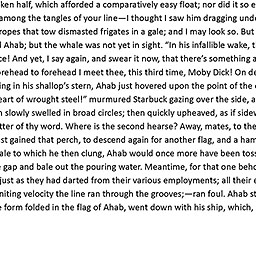 ken half, which afforded a comparatively easy float; nor did it so e
among the tangles of your line—I thought I saw him dragging unde
ropes that tow dismasted frigates in a gale; and I may look so. But
d Ahab; but the whale was not yet in sight. "In his infallible wake, t
ce! And yet, I say again, and swear it now, that there's something a
orehead to forehead I meet thee, this third time, Moby Dick! On de
ing in his shallop's stern, Ahab just hovered upon the point of the
eart of wrought steel!" murmured Starbuck gazing over the side, a
n slowly swelled in broad circles; then quickly upheaved, as if sidew
tter of thy word. Where is the second hearse? Away, mates, to the
st gained that perch, to descend again for another flag, and a ham
ale to which he then clung, Ahab would once more have been toss
e gap and bale out the pouring water. Meantime, for that one beho
just as they had darted from their various employments; all their e
niting velocity the line ran through the grooves;—ran foul. Ahab st
e form folded in the flag of Ahab, went down with his ship, which,